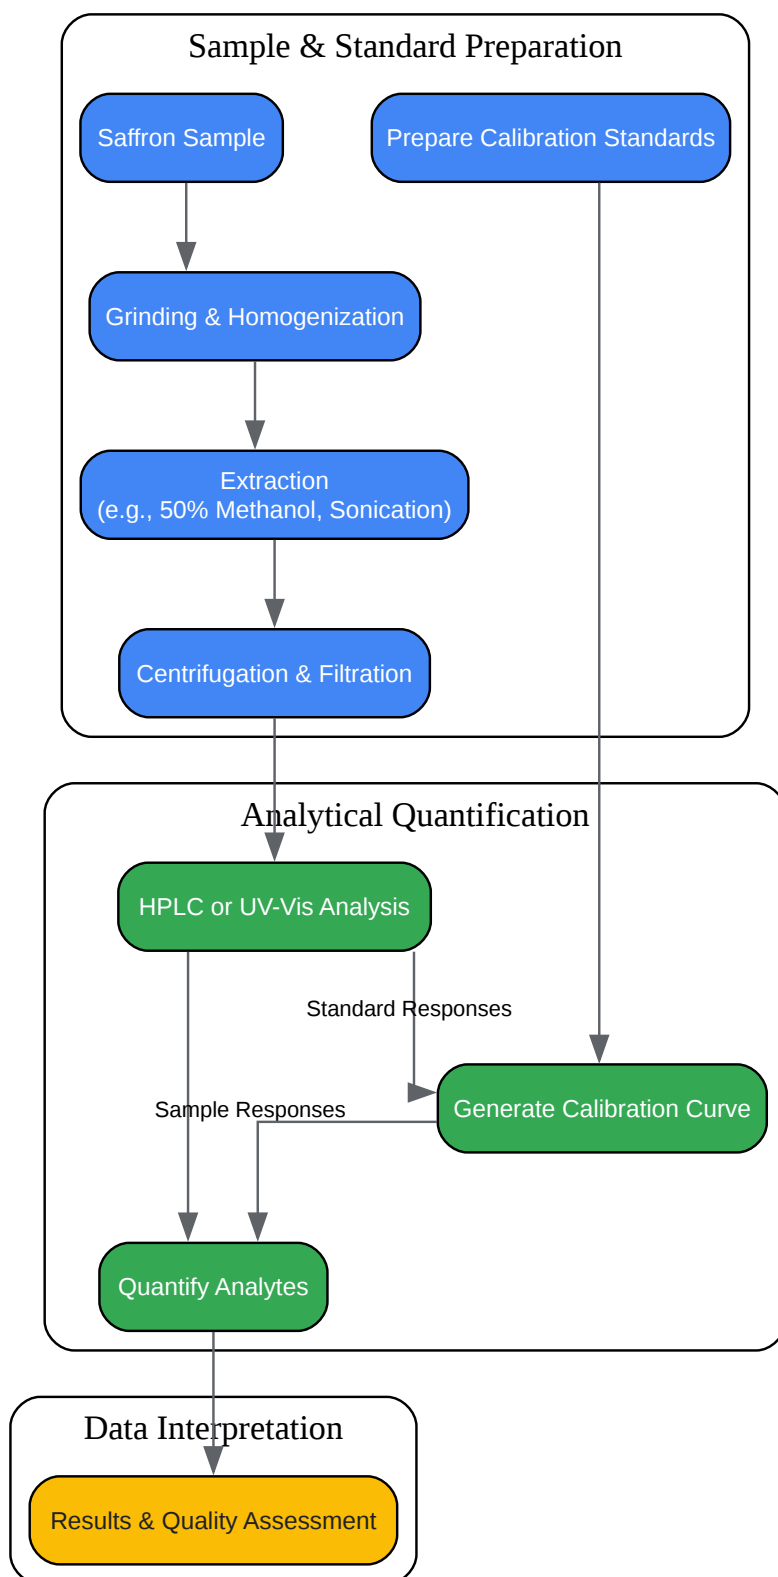 Sample & Standard Preparation
Saffron Sample
Prepare Calibration Standards
Grinding & Homogenization
Extraction
(e.g., 50% Methanol, Sonication)
Centrifugation & Filtration
Analytical Quantification
HPLC or UV-Vis Analysis
Standard Responses
Sample Responses
Generate Calibration Curve
Quantify Analytes
Data Interpretation
Results & Quality Assessment